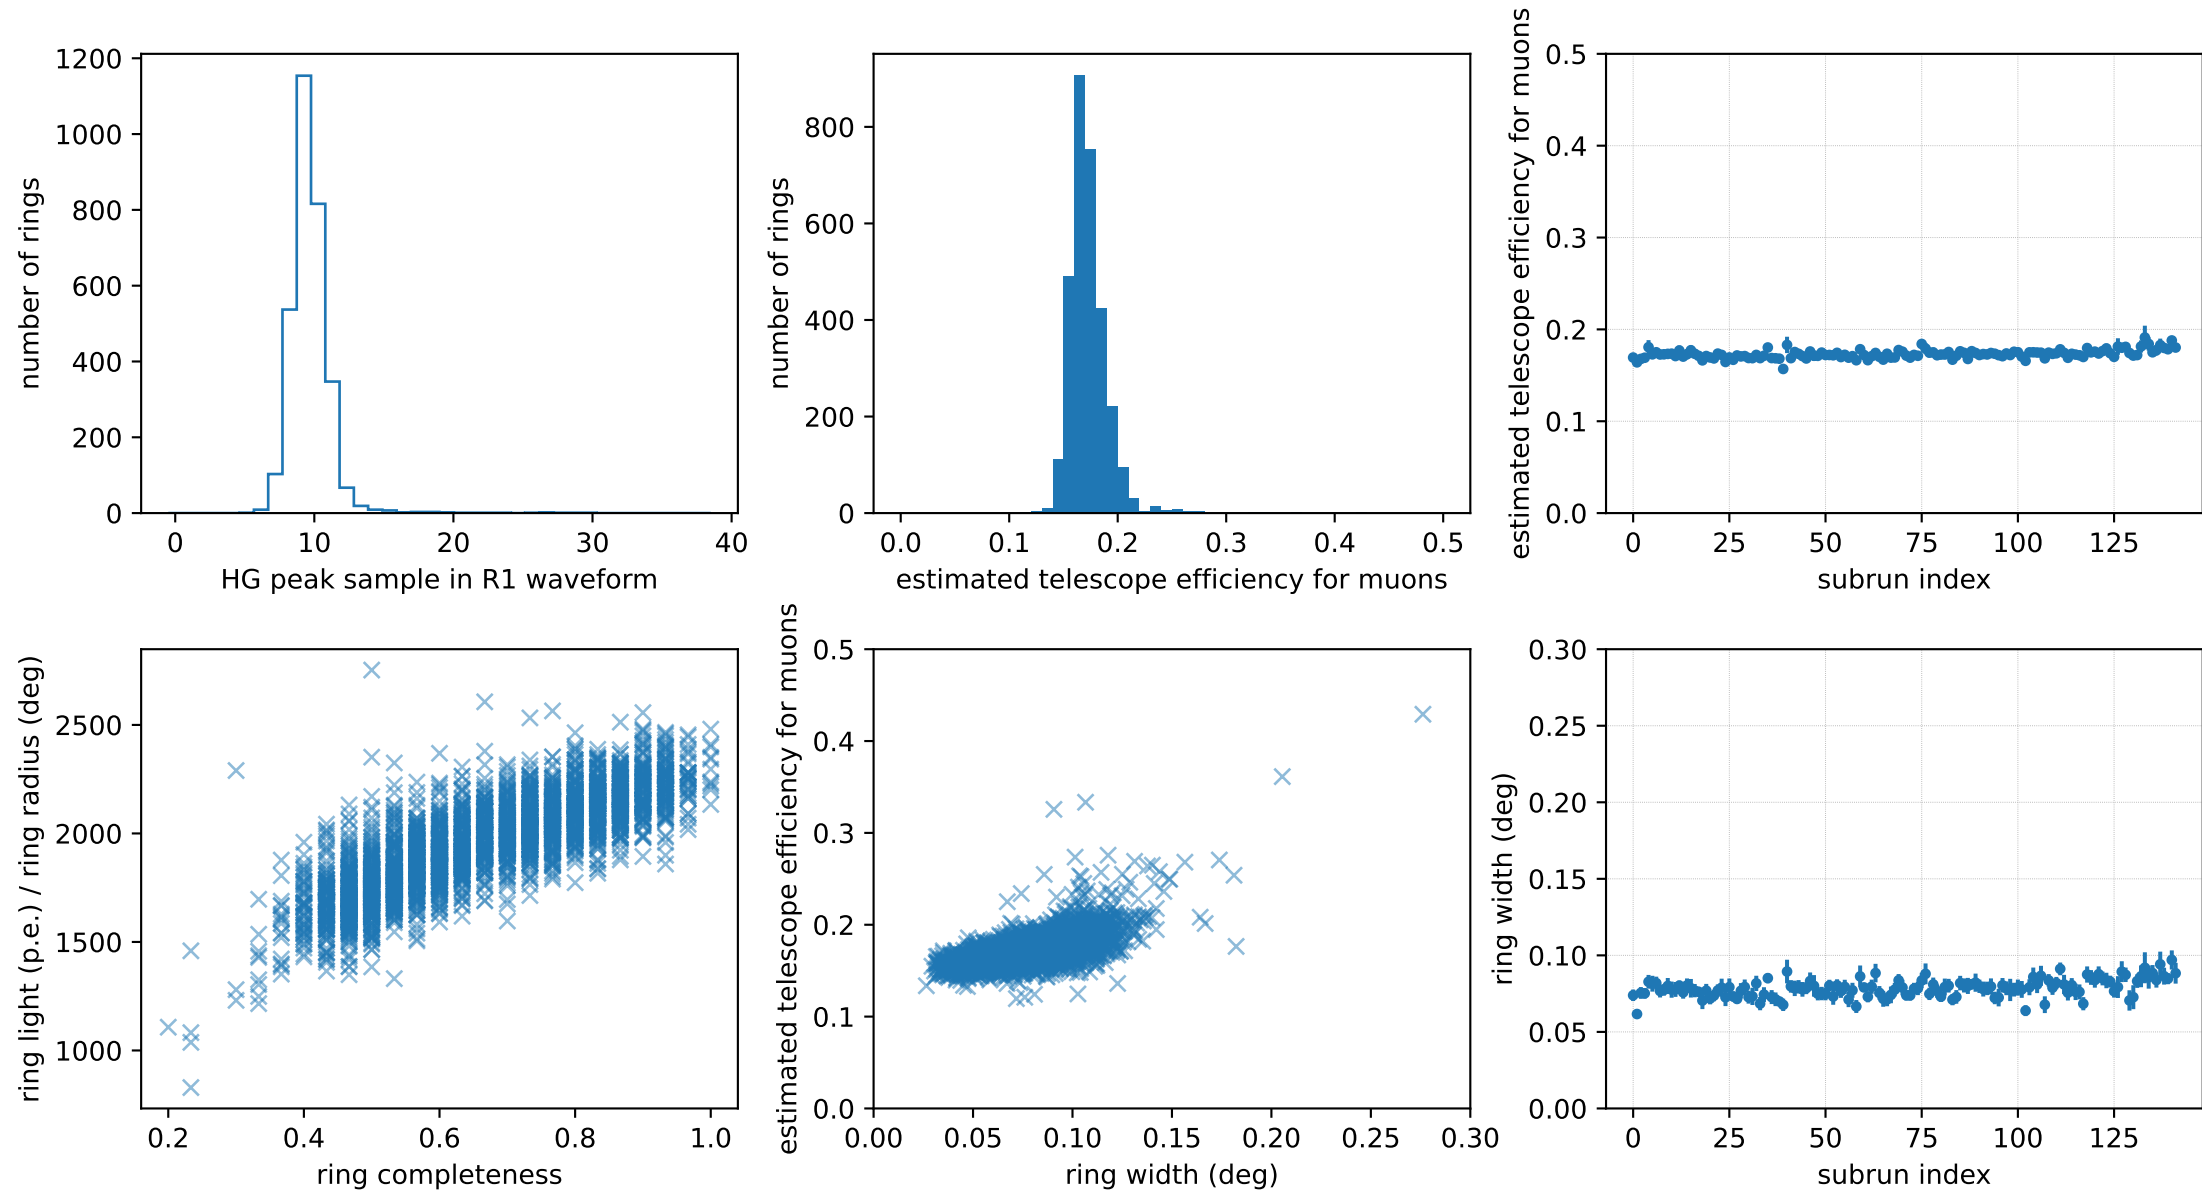 1200
1000
800
600
400
200
0
number of rings
0 10 20 30 40
HG peak sample in R1 waveform
800
600
400
200
0
number of rings
0.0 0.1 0.2 0.3 0.4 0.5
estimated telescope efficiency for muons
0.5
0.4
0.3
0.2
0.1
0.0
estimated telescope efficiency for muons
0 25 50 75 100 125
subrun index
2500
2000
1500
1000
ring light (p.e.) / ring radius (deg)
0.2 0.4 0.6 0.8 1.0
ring completeness
0.5
0.4
0.3
0.2
0.1
0.0
estimated telescope efficiency for muons
0.00 0.05 0.10 0.15 0.20 0.25 0.30
ring width (deg)
0.30
0.25
0.20
0.15
0.10
0.05
0.00
ring width (deg)
0 25 50 75 100 125
subrun index